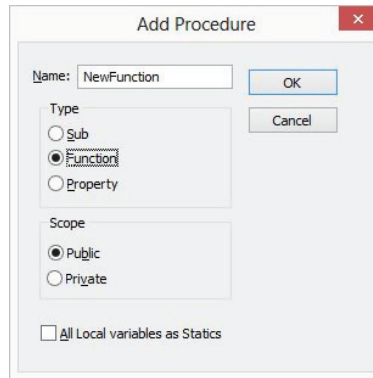 Add Procedure
Name: NewFunction
OK
Type
Cancel
Sub
Function
Property
Scope
Public
Private
All Local variables as Statics